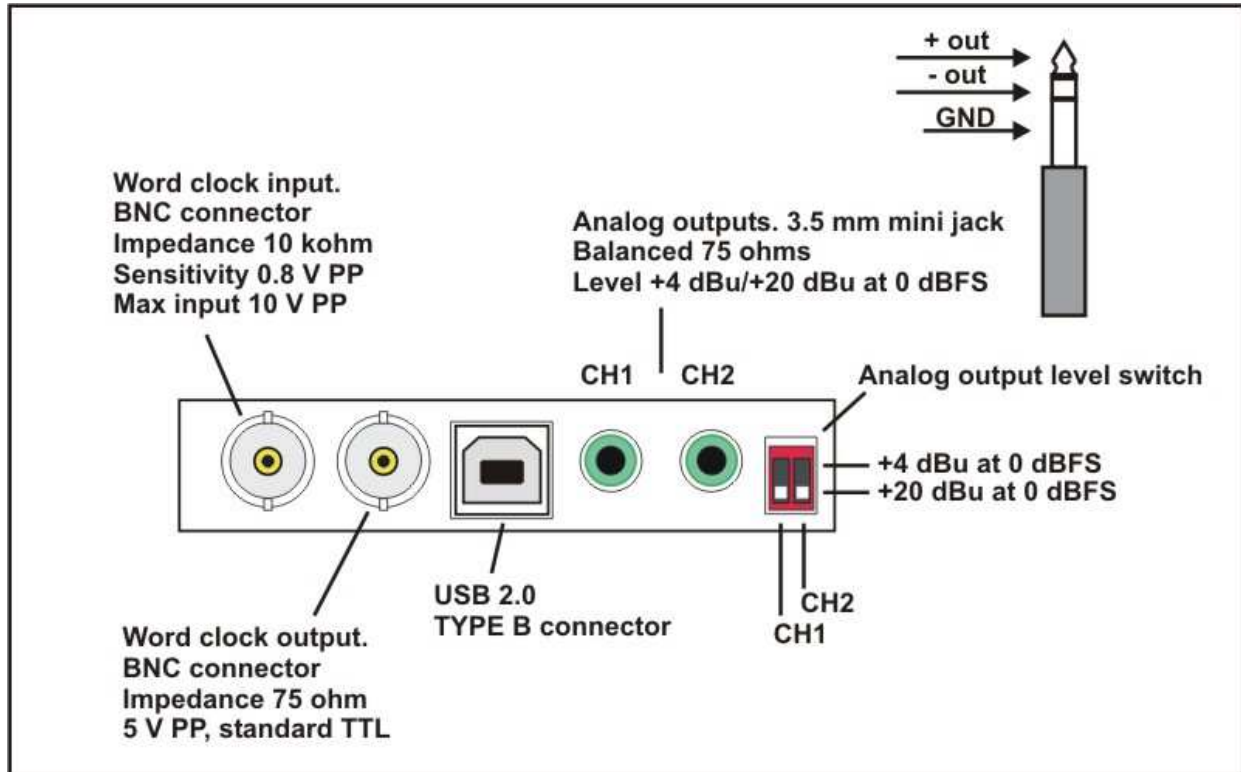 + out
- out
GND
Word clock input.
BNC connector
Impedance 10 kohm
Sensitivity 0.8 V PP
Max input 10 V PP
Analog outputs. 3.5 mm mini jack
Balanced 75 ohms
Level +4 dBu/+20 dBu at 0 dBFS
CH1
CH2
Analog output level switch
+4 dBu at 0 dBFS
+20 dBu at 0 dBFS
USB 2.0
TYPE B connector
CH2
CH1
Word clock output.
BNC connector
Impedance 75 ohm
5 V PP, standard TTL